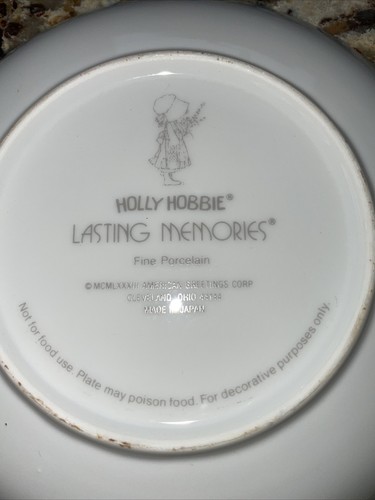 HOLLY HOBBIE®
LASTING MEMORIES®
Fine Porcelain
© MCMLXXXIII AMERICAN GREETINGS CORP
CLEVELAND, OHIO
MADE IN JAPAN
Not for food use. Plate may poison food. For decorative purposes only.